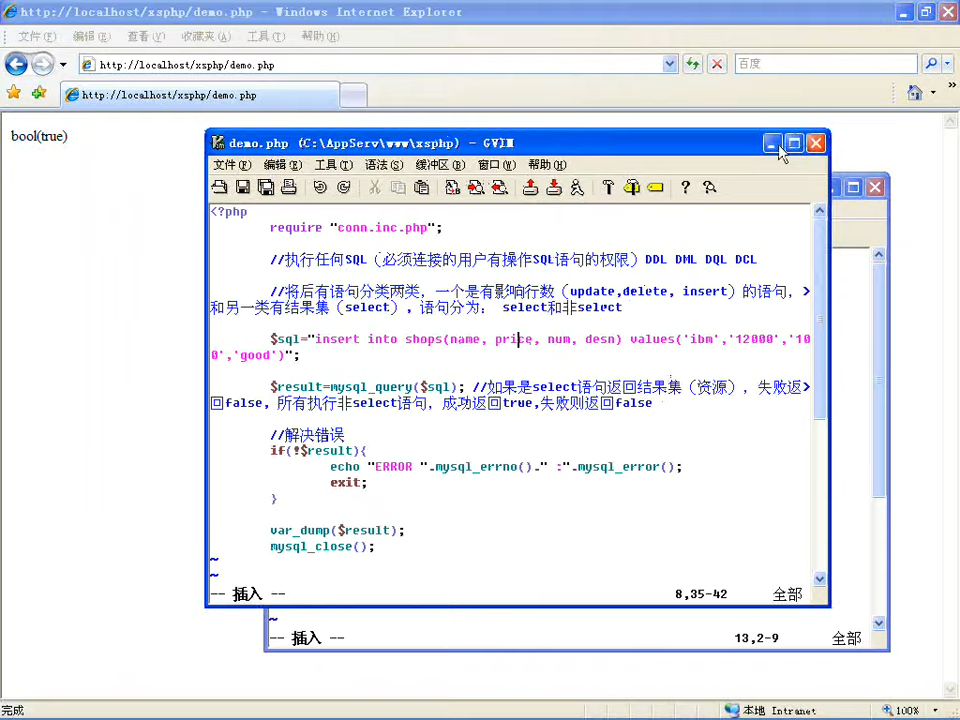 http://localhost/xsphp/demo.php - Windows Internet Explorer
文件(F) 编辑(E) 查看(V) 收藏夹(A) 工具(T) 帮助(H)
http://localhost/xsphp/demo.php
百度
http://localhost/xsphp/demo.php
bool(true)
demo.php (C:\AppServ\www\xsphp) - GVIM
文件(F) 编辑(E) 工具(T) 语法(S) 缓冲区(B) 窗口(W) 帮助(H)
<?php
require "conn.inc.php";
//执行任何SQL（必须连接的用户有操作SQL语句的权限）DDL DML DQL DCL
//将后有语句分类两类，一个是有影响行数（update,delete, insert）的语句，
和另一类有结果集（select），语句分为： select和非select
$sql="insert into shops(name, price, num, desn) values('ibm','12000','10
0','good')";
$result=mysql_query($sql); //如果是select语句返回结果集（资源），失败返
回false，所有执行非select语句，成功返回true,失败则返回false
//解决错误
if(!$result){
echo "ERROR ".mysql_errno()." :".mysql_error();
exit;
}
var_dump($result);
mysql_close();
~
~
-- 插入 -- 8,35-42 全部
~
-- 插入 -- 13,2-9 全部
完成 本地 Intranet 100%